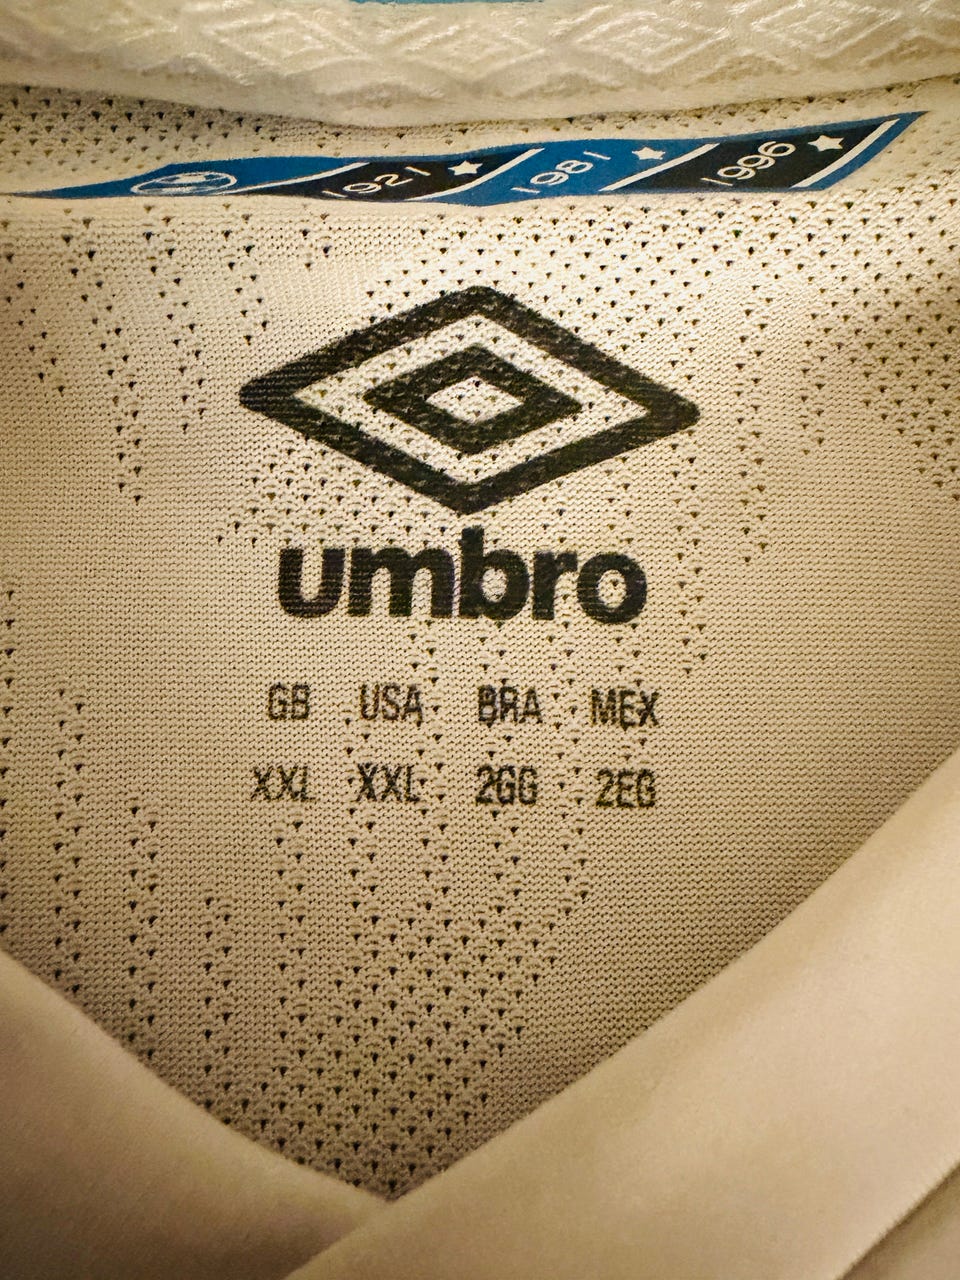 1921 1981 1996
umbro
GB USA BRA MEX
XXL XXL 2GG 2EG